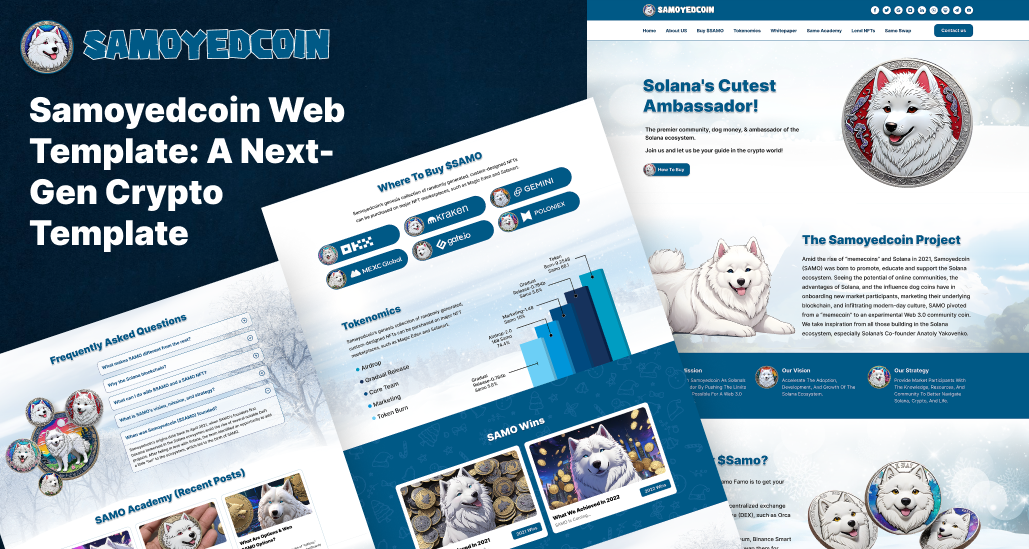 SAMOYEDCOIN
Samoyedcoin Web
Template: A Next-
Gen Crypto
Template
SAMOYEDCOIN
Home About US Buy $SAMO Tokenomics Whitepaper Samo Academy Lend NFTs Samo Swap Contact us
Solana's Cutest
Ambassador!
The premier community, dog money, & ambassador of the
Solana ecosystem.
Join us and let us be your guide in the crypto world!
How To Buy
Where To Buy $SAMO
Samoyedcoin's genesis collection of randomly generated, custom-designed NFTs
can be purchased on major NFT marketplaces, such as Magic Eden and Solanart.
OKX
kraken
GEMINI
MEXC Global
gate.io
POLONIEX
Tokenomics
Samoyedcoin's genesis collection of randomly generated,
custom-designed NFTs can be purchased on major NFT
marketplaces, such as Magic Eden and Solanart.
Airdrop
Gradual Release
Core Team
Marketing
Token Burn
The Samoyedcoin Project
Amid the rise of "memecoins" and Solana in 2021, Samoyedcoin
(SAMO) was born to promote, educate and support the Solana
ecosystem. Seeing the potential of online communities, the
advantages of Solana, and the influence dog coins have in
onboarding new market participants, marketing their underlying
blockchain, and infiltrating modern-day culture, SAMO pivoted
from a "memecoin" to an experimental Web 3.0 community coin.
We take inspiration from all those building in the Solana
ecosystem, especially Solana's Co-founder Anatoly Yakovenko.
Our Vision
Accelerate The Adoption,
Development, And Growth Of The
Solana Ecosystem.
Our Strategy
Provide Market Participants With
The Knowledge, Resources, And
Community To Better Navigate
Solana, Crypto, And Life.
$Samo?
Frequently Asked Questions
What makes SAMO different from the rest?
Why the Solana blockchain?
What can I do with $SAMO and a SAMO NFT?
What is SAMO's vision, mission, and strategy?
When was Samoyedcoin ($SAMO) founded?
SAMO Academy (Recent Posts)
What Are Options & Wen
SAMO Options?
SAMO Wins
2021 Wins
What We Achieved In 2022
2022 Wins